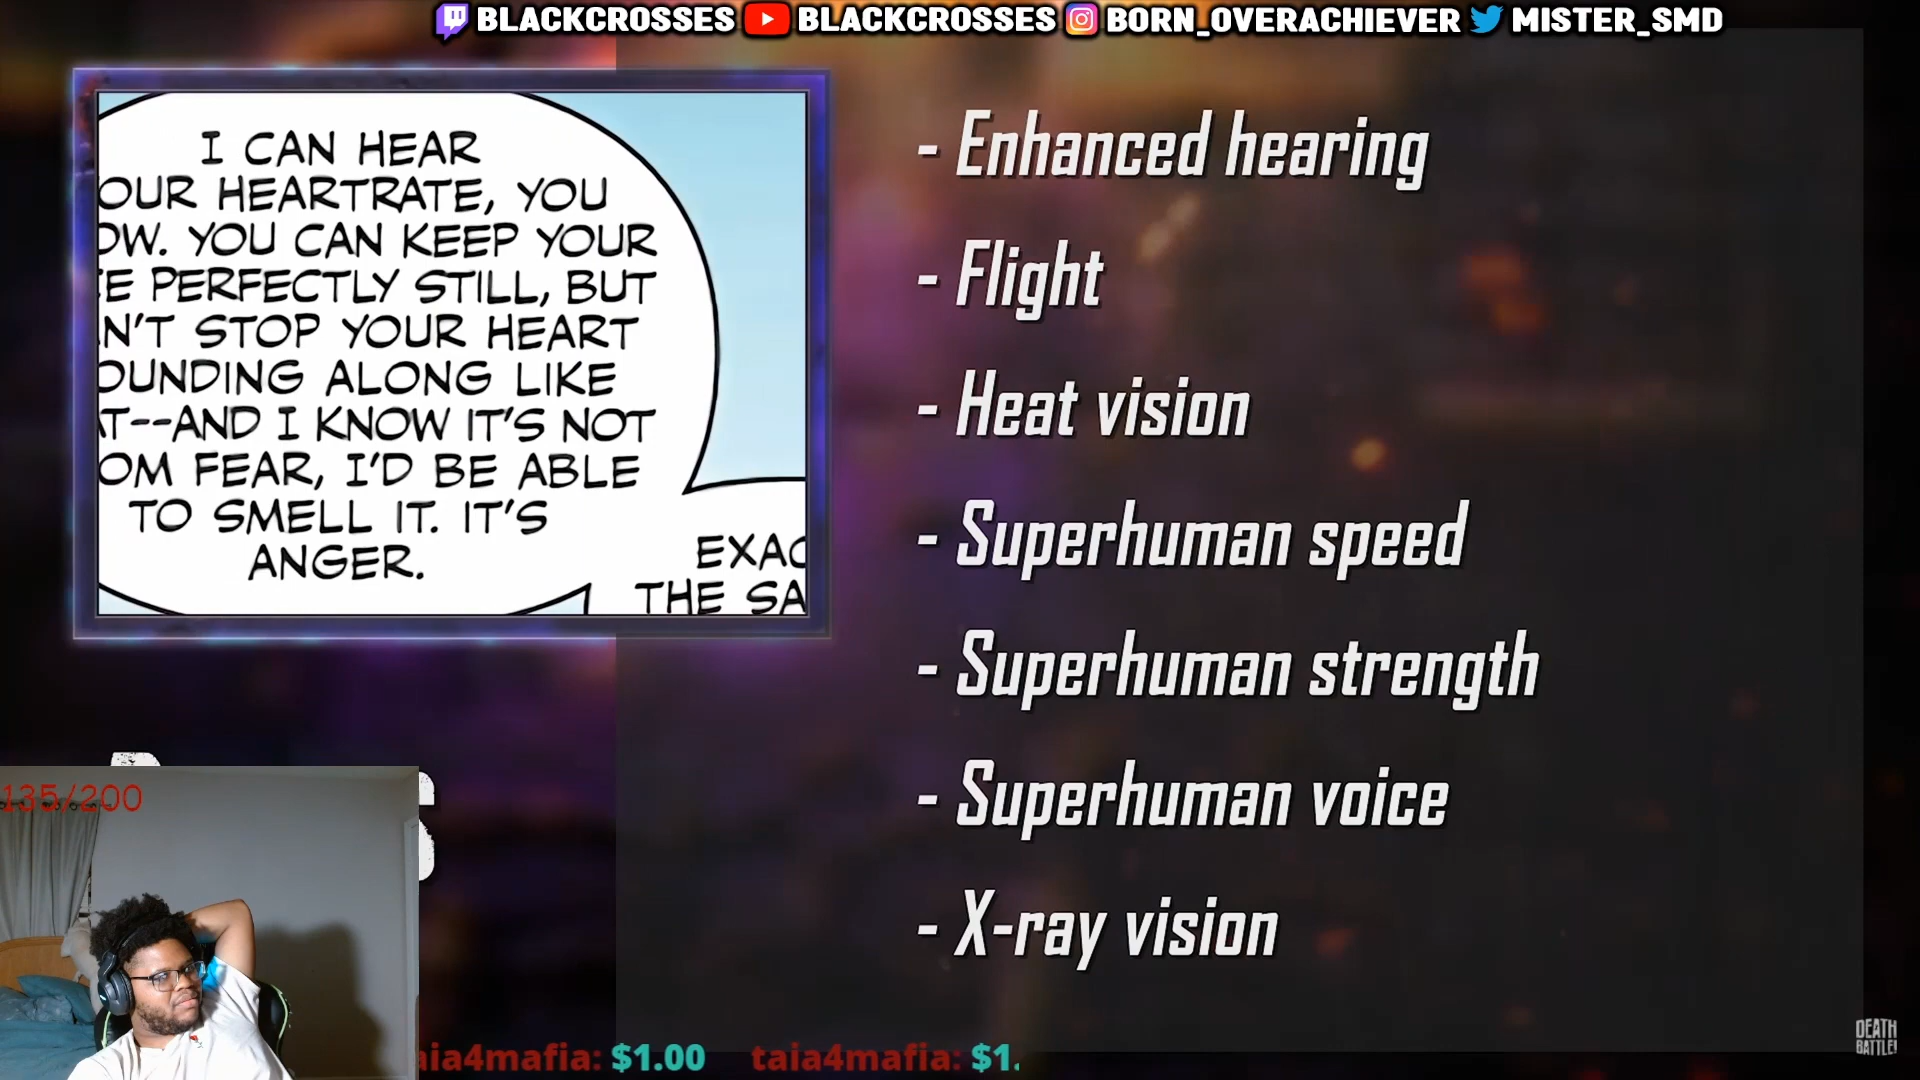 BLACKCROSSES BLACKCROSSES BORN_OVERACHIEVER MISTER_SMD
I CAN HEAR
OUR HEARTRATE, YOU
OW. YOU CAN KEEP YOUR
E PERFECTLY STILL, BUT
N'T STOP YOUR HEART
OUNDING ALONG LIKE
AT--AND I KNOW IT'S NOT
OM FEAR, I'D BE ABLE
TO SMELL IT. IT'S
ANGER.
EXAC
THE SA
- Enhanced hearing
- Flight
- Heat vision
- Superhuman speed
- Superhuman strength
- Superhuman voice
- X-ray vision
135/200
aia4mafia: $1.00 taia4mafia: $1.
DEATH
BATTLE!